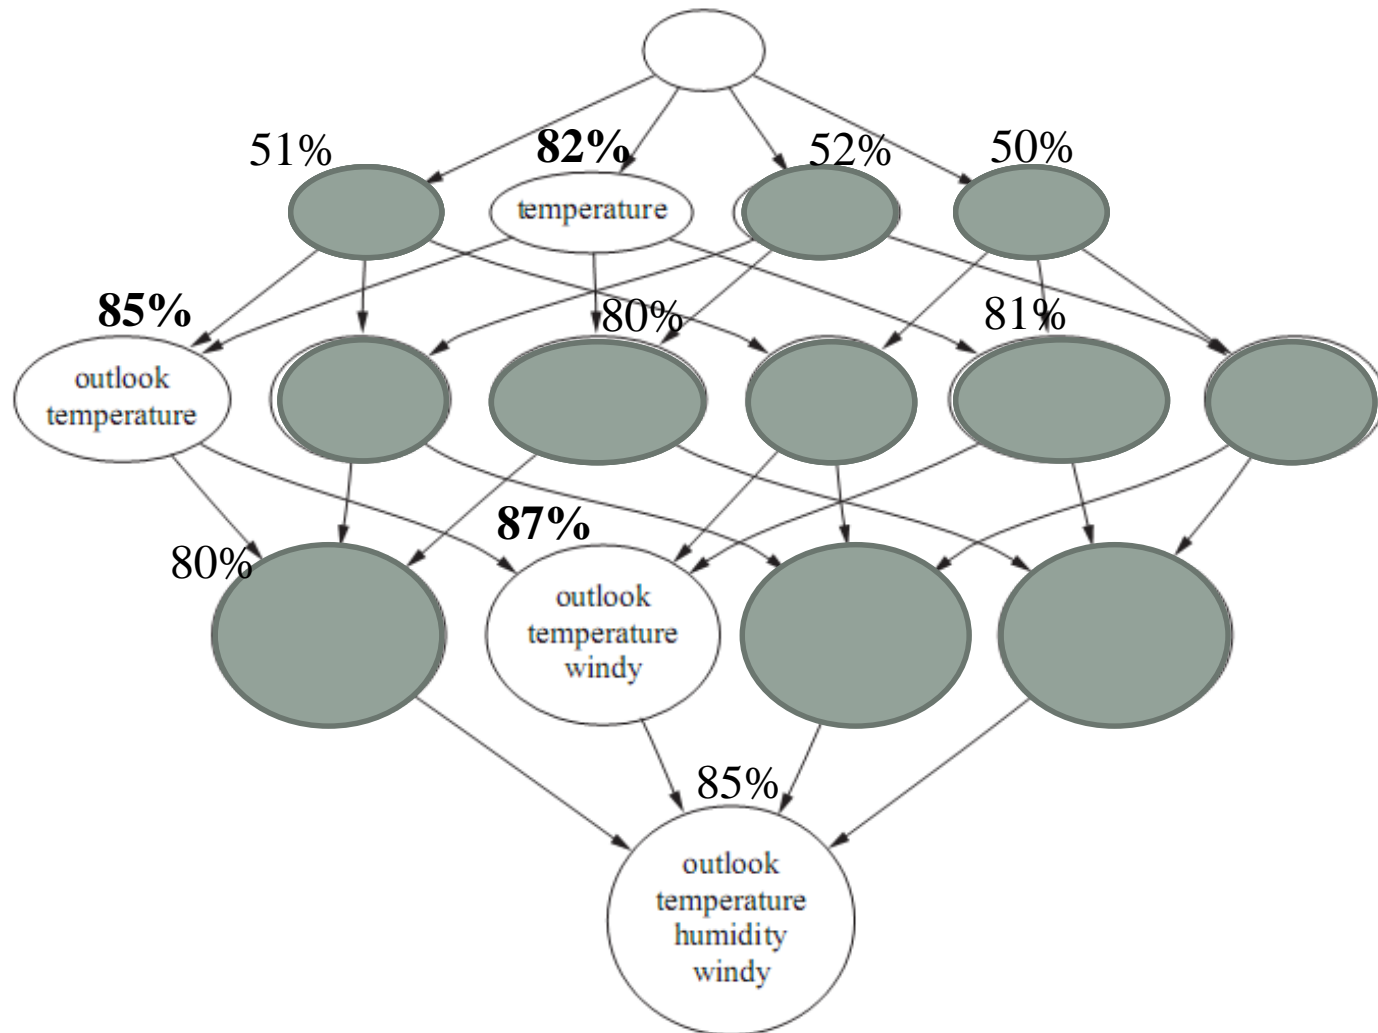 51%
82%
52%
50%
temperature
85%
80%
81%
outlook
temperature
87%
80%
outlook
temperature
windy
85%
outlook
temperature
humidity
windy